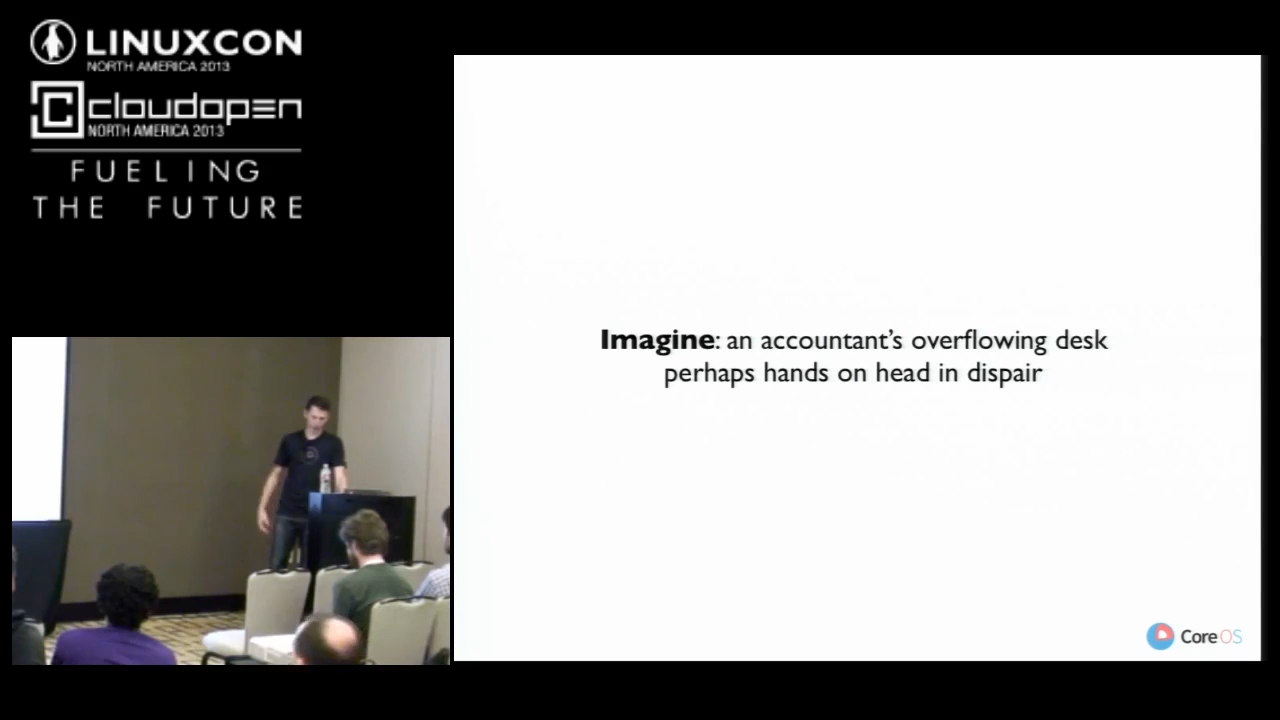 LINUXCON
NORTH AMERICA 2013
cloudopen
NORTH AMERICA 2013
FUELING
THE FUTURE
Imagine: an accountant's overflowing desk
perhaps hands on head in dispair
CoreOS